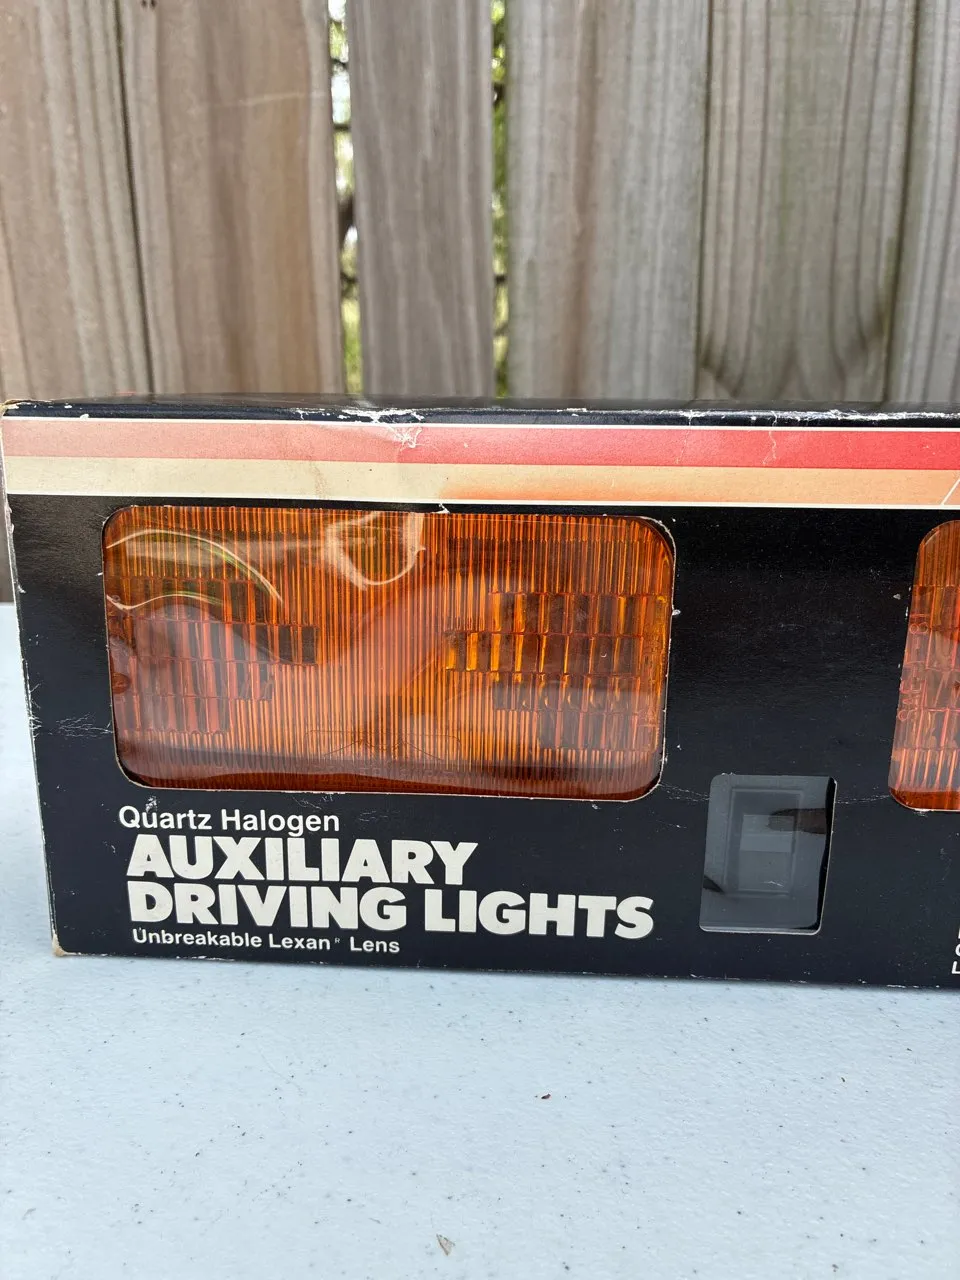 Quartz Halogen
AUXILIARY
DRIVING LIGHTS
Unbreakable Lexan® Lens